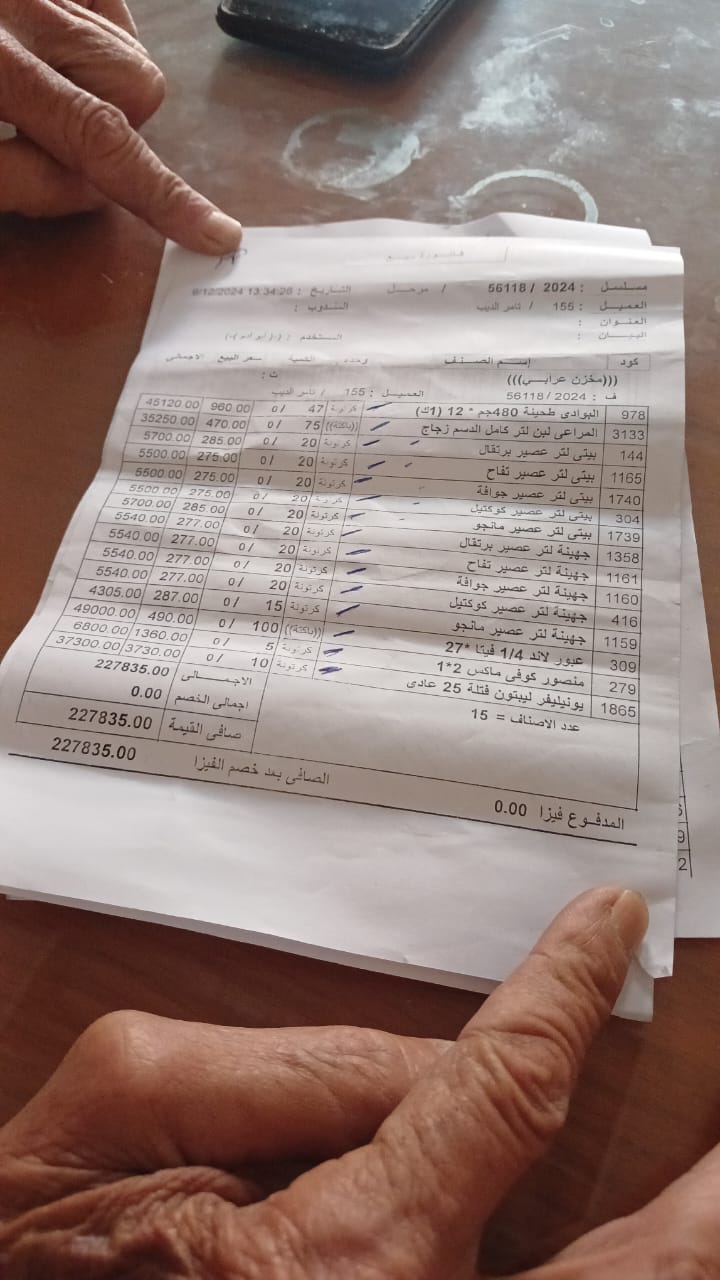 فاتورة بيع
مسلسل : 2024 / 56118 / مرحل التاريخ : 9/12/2024 13:34:26
العميل : 155 / تامر الديب المندوب :
العنوان :
البيان : المستخدم :
كود إسم الصنف وحده الكمية سعر البيع الاجمالى
(((مخزن عرابي)))
ف : 2024 / 56118 العميل : 155 / تامر الديب ت :
978 البوادى طحينة 480جم * 12 (1ك) كرتونة 47 /0 960.00 45120.00
3133 المراعى لبن لتر كامل الدسم زجاج ((باكتة)) 75 /0 470.00 35250.00
144 بيتى لتر عصير برتقال كرتونة 20 /0 285.00 5700.00
1165 بيتى لتر عصير تفاح كرتونة 20 /0 275.00 5500.00
1740 بيتى لتر عصير جوافة كرتونة 20 /0 275.00 5500.00
304 بيتى لتر عصير كوكتيل كرتونة 20 /0 275.00 5500.00
1739 بيتى لتر عصير مانجو كرتونة 20 /0 285.00 5700.00
1358 جهينة لتر عصير برتقال كرتونة 20 /0 277.00 5540.00
1161 جهينة لتر عصير تفاح كرتونة 20 /0 277.00 5540.00
1160 جهينة لتر عصير جوافة كرتونة 20 /0 277.00 5540.00
416 جهينة لتر عصير كوكتيل كرتونة 20 /0 277.00 5540.00
1159 جهينة لتر عصير مانجو كرتونة 15 /0 287.00 4305.00
309 عبور لاند 1/4 فيتا *27 ((باكتة)) 100 /0 490.00 49000.00
279 منصور كوفى ماكس 2*1 كرتونة 5 /0 1360.00 6800.00
1865 يونيليفر ليبتون فتلة 25 عادى كرتونة 10 /0 3730.00 37300.00
عدد الاصناف = 15 الاجمـــالى 227835.00
اجمالى الخصم 0.00
صافى القيمة 227835.00
المدفوع فيزا 0.00 الصافى بعد خصم الفيزا 227835.00